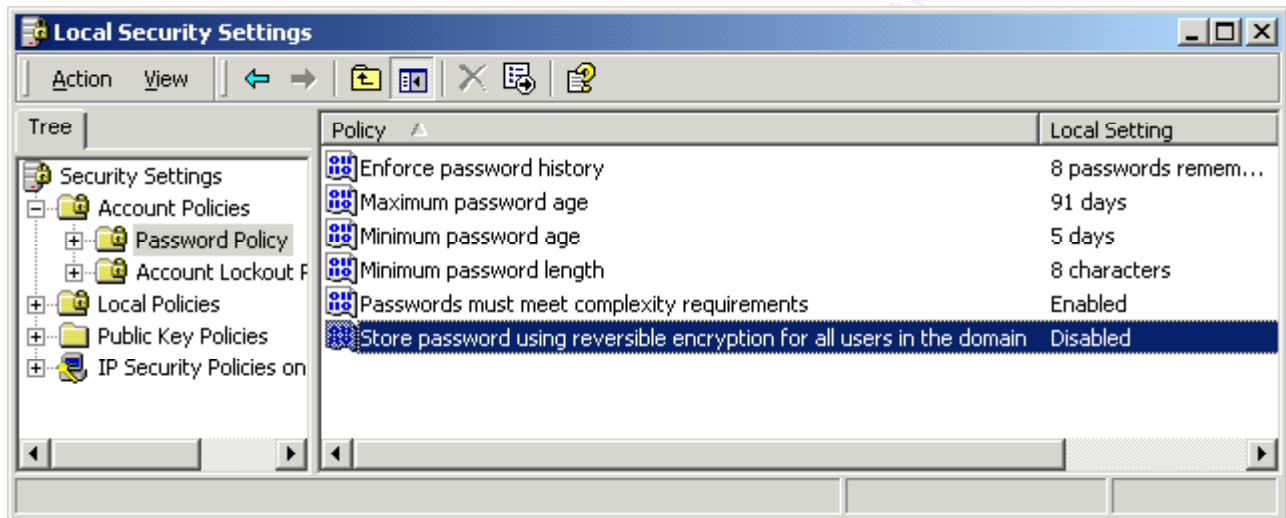 Local Security Settings
Action View
Tree
Policy Local Setting
Security Settings
Account Policies
Password Policy
Account Lockout P
Local Policies
Public Key Policies
IP Security Policies on
Enforce password history 8 passwords remem...
Maximum password age 91 days
Minimum password age 5 days
Minimum password length 8 characters
Passwords must meet complexity requirements Enabled
Store password using reversible encryption for all users in the domain Disabled